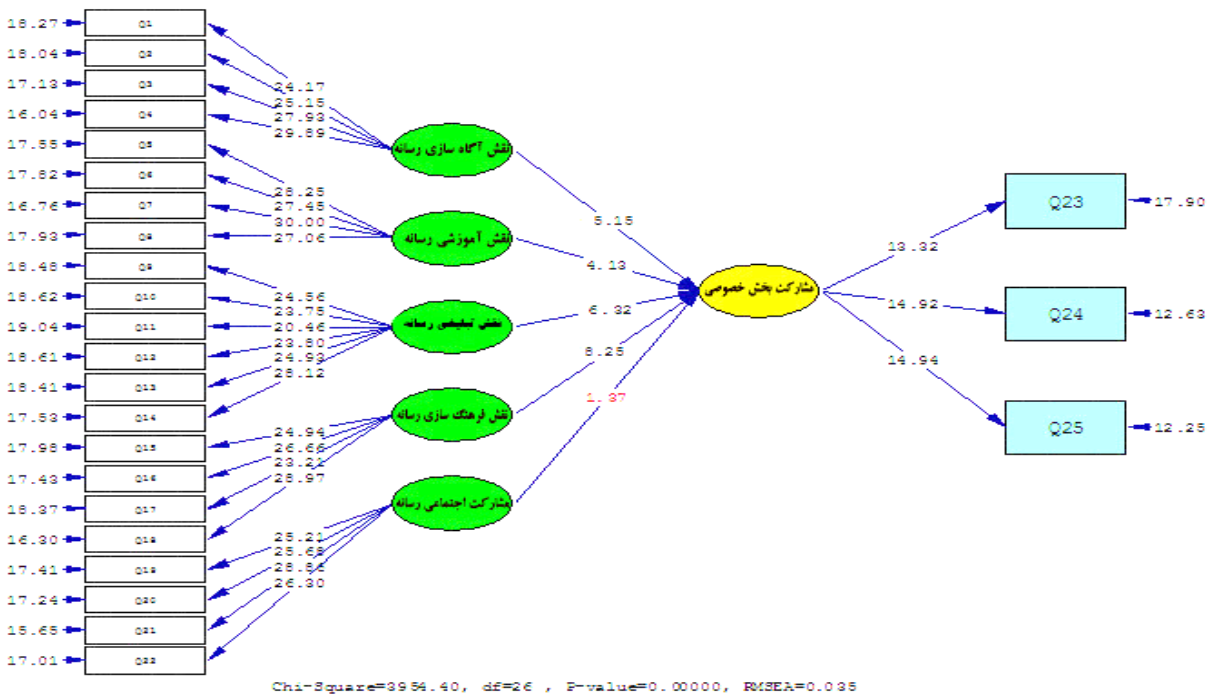 18.27 Q1
18.04 Q2
17.13 Q3
16.04 Q4
17.55 Q5
17.82 Q6
16.76 Q7
17.93 Q8
18.48 Q9
18.62 Q10
19.04 Q11
18.61 Q12
18.41 Q13
17.53 Q14
17.98 Q15
17.43 Q16
18.37 Q17
16.30 Q18
17.41 Q19
17.24 Q20
15.65 Q21
17.01 Q22
24.17
25.15
27.93
29.89
28.25
27.45
30.00
27.06
24.56
23.75
20.46
23.80
24.93
28.12
24.94
26.66
23.21
28.97
25.21
25.68
28.86
26.30
نقش آگاه سازی رسانه
نقش آموزشی رسانه
نقش تبلیغی رسانه
نقش فرهنگ سازی رسانه
مشارکت اجتماعی رسانه
5.15
4.13
6.32
8.25
1.37
مشارکت بخش خصوصی
13.32
14.92
14.94
Q23 17.90
Q24 12.63
Q25 12.25
Chi-Square=3954.40, df=26 , P-value=0.00000, RMSEA=0.035